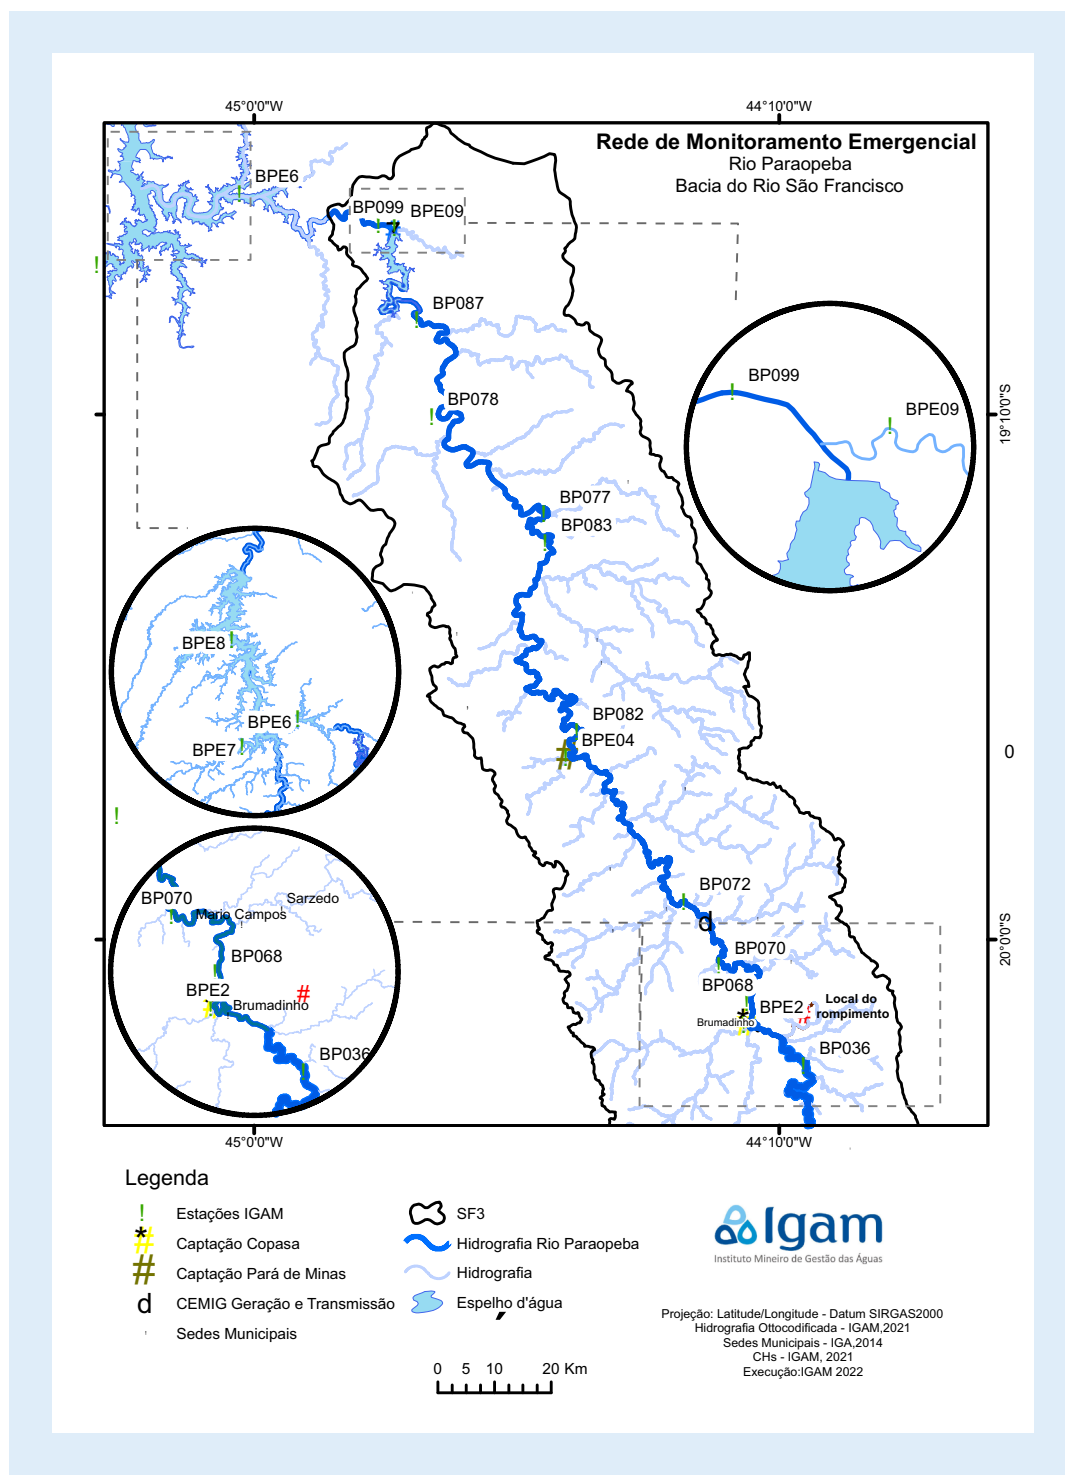 45°0'0"W
44°10'0"W
Rede de Monitoramento Emergencial
Rio Paraopeba
Bacia do Rio São Francisco
BPE6
BP099
BPE09
BP087
BP078
BP099
BPE09
19°10'0"S
BP077
BP083
BPE8
BPE6
BPE7
BP082
BPE04
0
BP072
d
BP070
BP068
BPE2
Brumadinho
Local do
rompimento
BP036
20°0'0"S
BP070
Mario Campos
Sarzedo
BP068
BPE2
Brumadinho
BP036
45°0'0"W
44°10'0"W
Legenda
! Estações IGAM
*# Captação Copasa
# Captação Pará de Minas
d CEMIG Geração e Transmissão
Sedes Municipais
SF3
Hidrografia Rio Paraopeba
Hidrografia
Espelho d'água
0 5 10 20 Km
Igam
Instituto Mineiro de Gestão das Águas
Projeção: Latitude/Longitude - Datum SIRGAS2000
Hidrografia Ottocodificada - IGAM,2021
Sedes Municipais - IGA,2014
CHs - IGAM, 2021
Execução:IGAM 2022